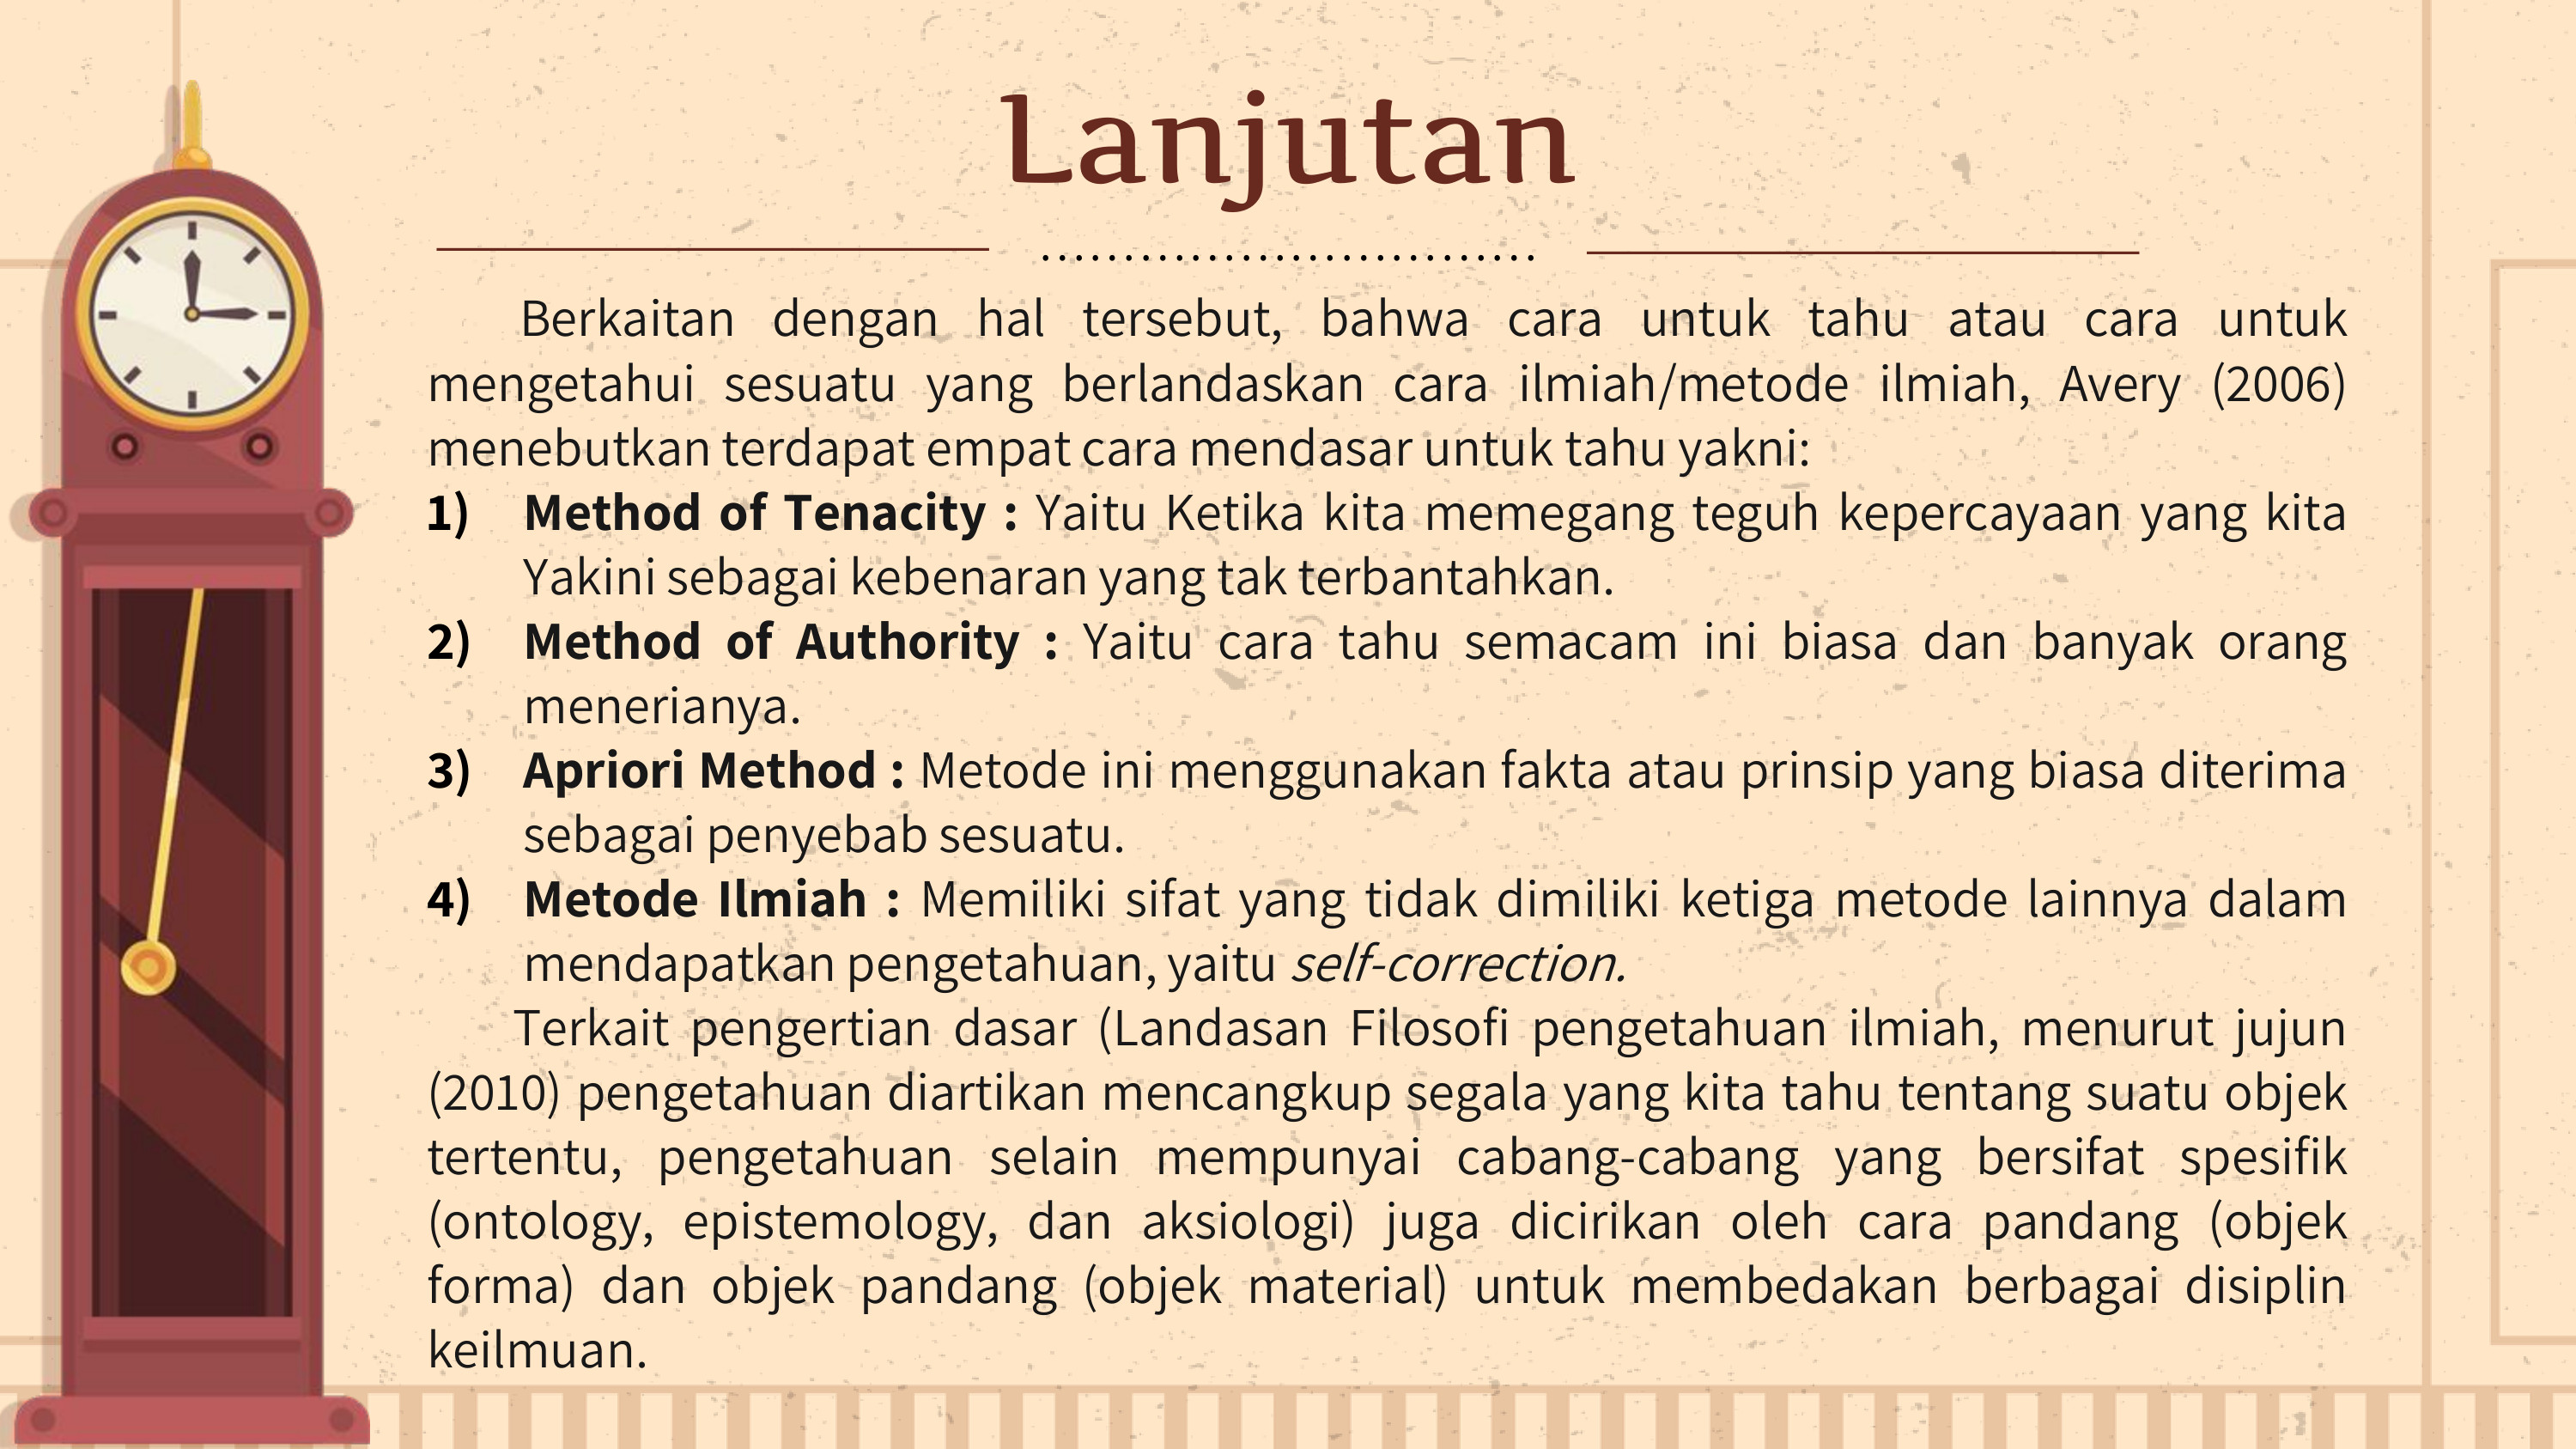 Lanjutan
Berkaitan dengan hal tersebut, bahwa cara untuk tahu atau cara untuk
mengetahui sesuatu yang berlandaskan cara ilmiah/metode ilmiah, Avery (2006)
menebutkan terdapat empat cara mendasar untuk tahu yakni:
1) Method of Tenacity : Yaitu Ketika kita memegang teguh kepercayaan yang kita
Yakini sebagai kebenaran yang tak terbantahkan.
2) Method of Authority : Yaitu cara tahu semacam ini biasa dan banyak orang
menerianya.
3) Apriori Method : Metode ini menggunakan fakta atau prinsip yang biasa diterima
sebagai penyebab sesuatu.
4) Metode Ilmiah : Memiliki sifat yang tidak dimiliki ketiga metode lainnya dalam
mendapatkan pengetahuan, yaitu self-correction.
Terkait pengertian dasar (Landasan Filosofi pengetahuan ilmiah, menurut jujun
(2010) pengetahuan diartikan mencangkup segala yang kita tahu tentang suatu objek
tertentu, pengetahuan selain mempunyai cabang-cabang yang bersifat spesifik
(ontology, epistemology, dan aksiologi) juga dicirikan oleh cara pandang (objek
forma) dan objek pandang (objek material) untuk membedakan berbagai disiplin
keilmuan.